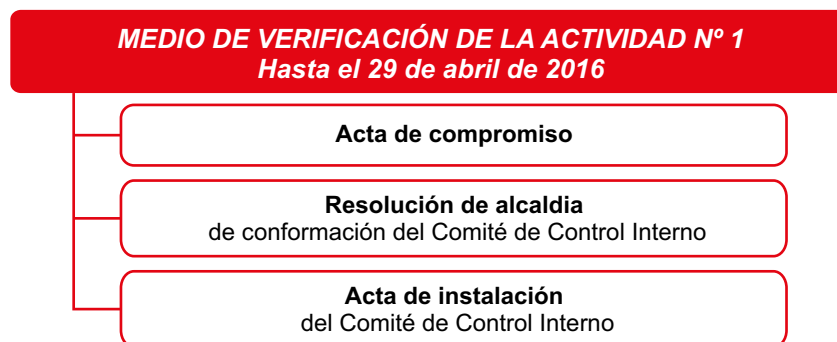 MEDIO DE VERIFICACIÓN DE LA ACTIVIDAD Nº 1
Hasta el 29 de abril de 2016
Acta de compromiso
Resolución de alcaldia
de conformación del Comité de Control Interno
Acta de instalación
del Comité de Control Interno